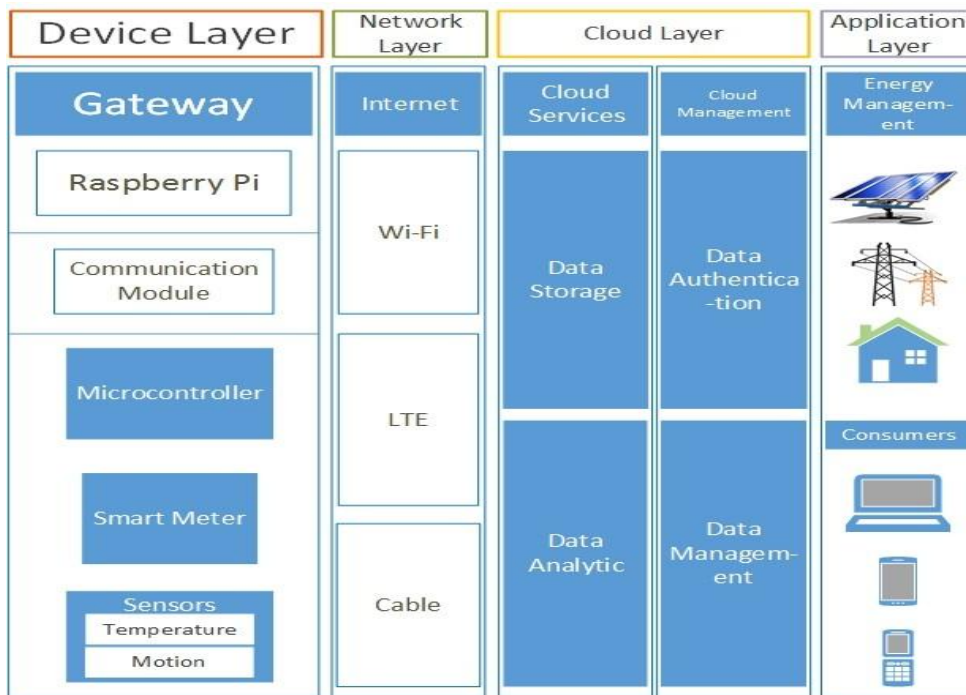 Device Layer
Network
Layer
Cloud Layer
Application
Layer
Gateway
Raspberry Pi
Communication
Module
Microcontroller
Smart Meter
Sensors
Temperature
Motion
Internet
Wi-Fi
LTE
Cable
Cloud
Services
Data
Storage
Data
Analytic
Cloud
Management
Data
Authentica
-tion
Data
Managem-
ent
Energy
Managem-
ent
Consumers